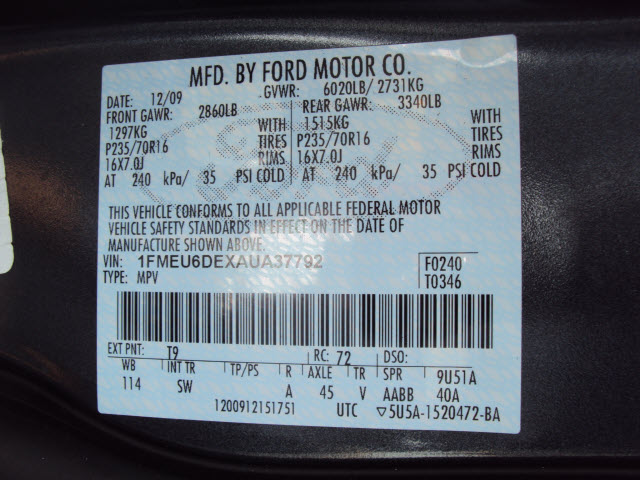 MFD. BY FORD MOTOR CO.
DATE: 12/09 GVWR: 6020LB/ 2731KG
FRONT GAWR: 2860LB REAR GAWR: 3340LB
1297KG WITH 1515KG WITH
P235/70R16 TIRES P235/70R16 TIRES
16X7.0J RIMS 16X7.0J RIMS
AT 240 kPa/ 35 PSI COLD AT 240 kPa/ 35 PSI COLD
THIS VEHICLE CONFORMS TO ALL APPLICABLE FEDERAL MOTOR
VEHICLE SAFETY STANDARDS IN EFFECT ON THE DATE OF
MANUFACTURE SHOWN ABOVE.
VIN: 1FMEU6DEXAUA37792 F0240
TYPE: MPV T0346
EXT PNT: T9 RC: 72 DSO:
WB INT TR TP/PS R AXLE TR SPR 9U51A
114 SW A 45 V AABB 40A
1200912151751 UTC ▽5U5A-1520472-BA